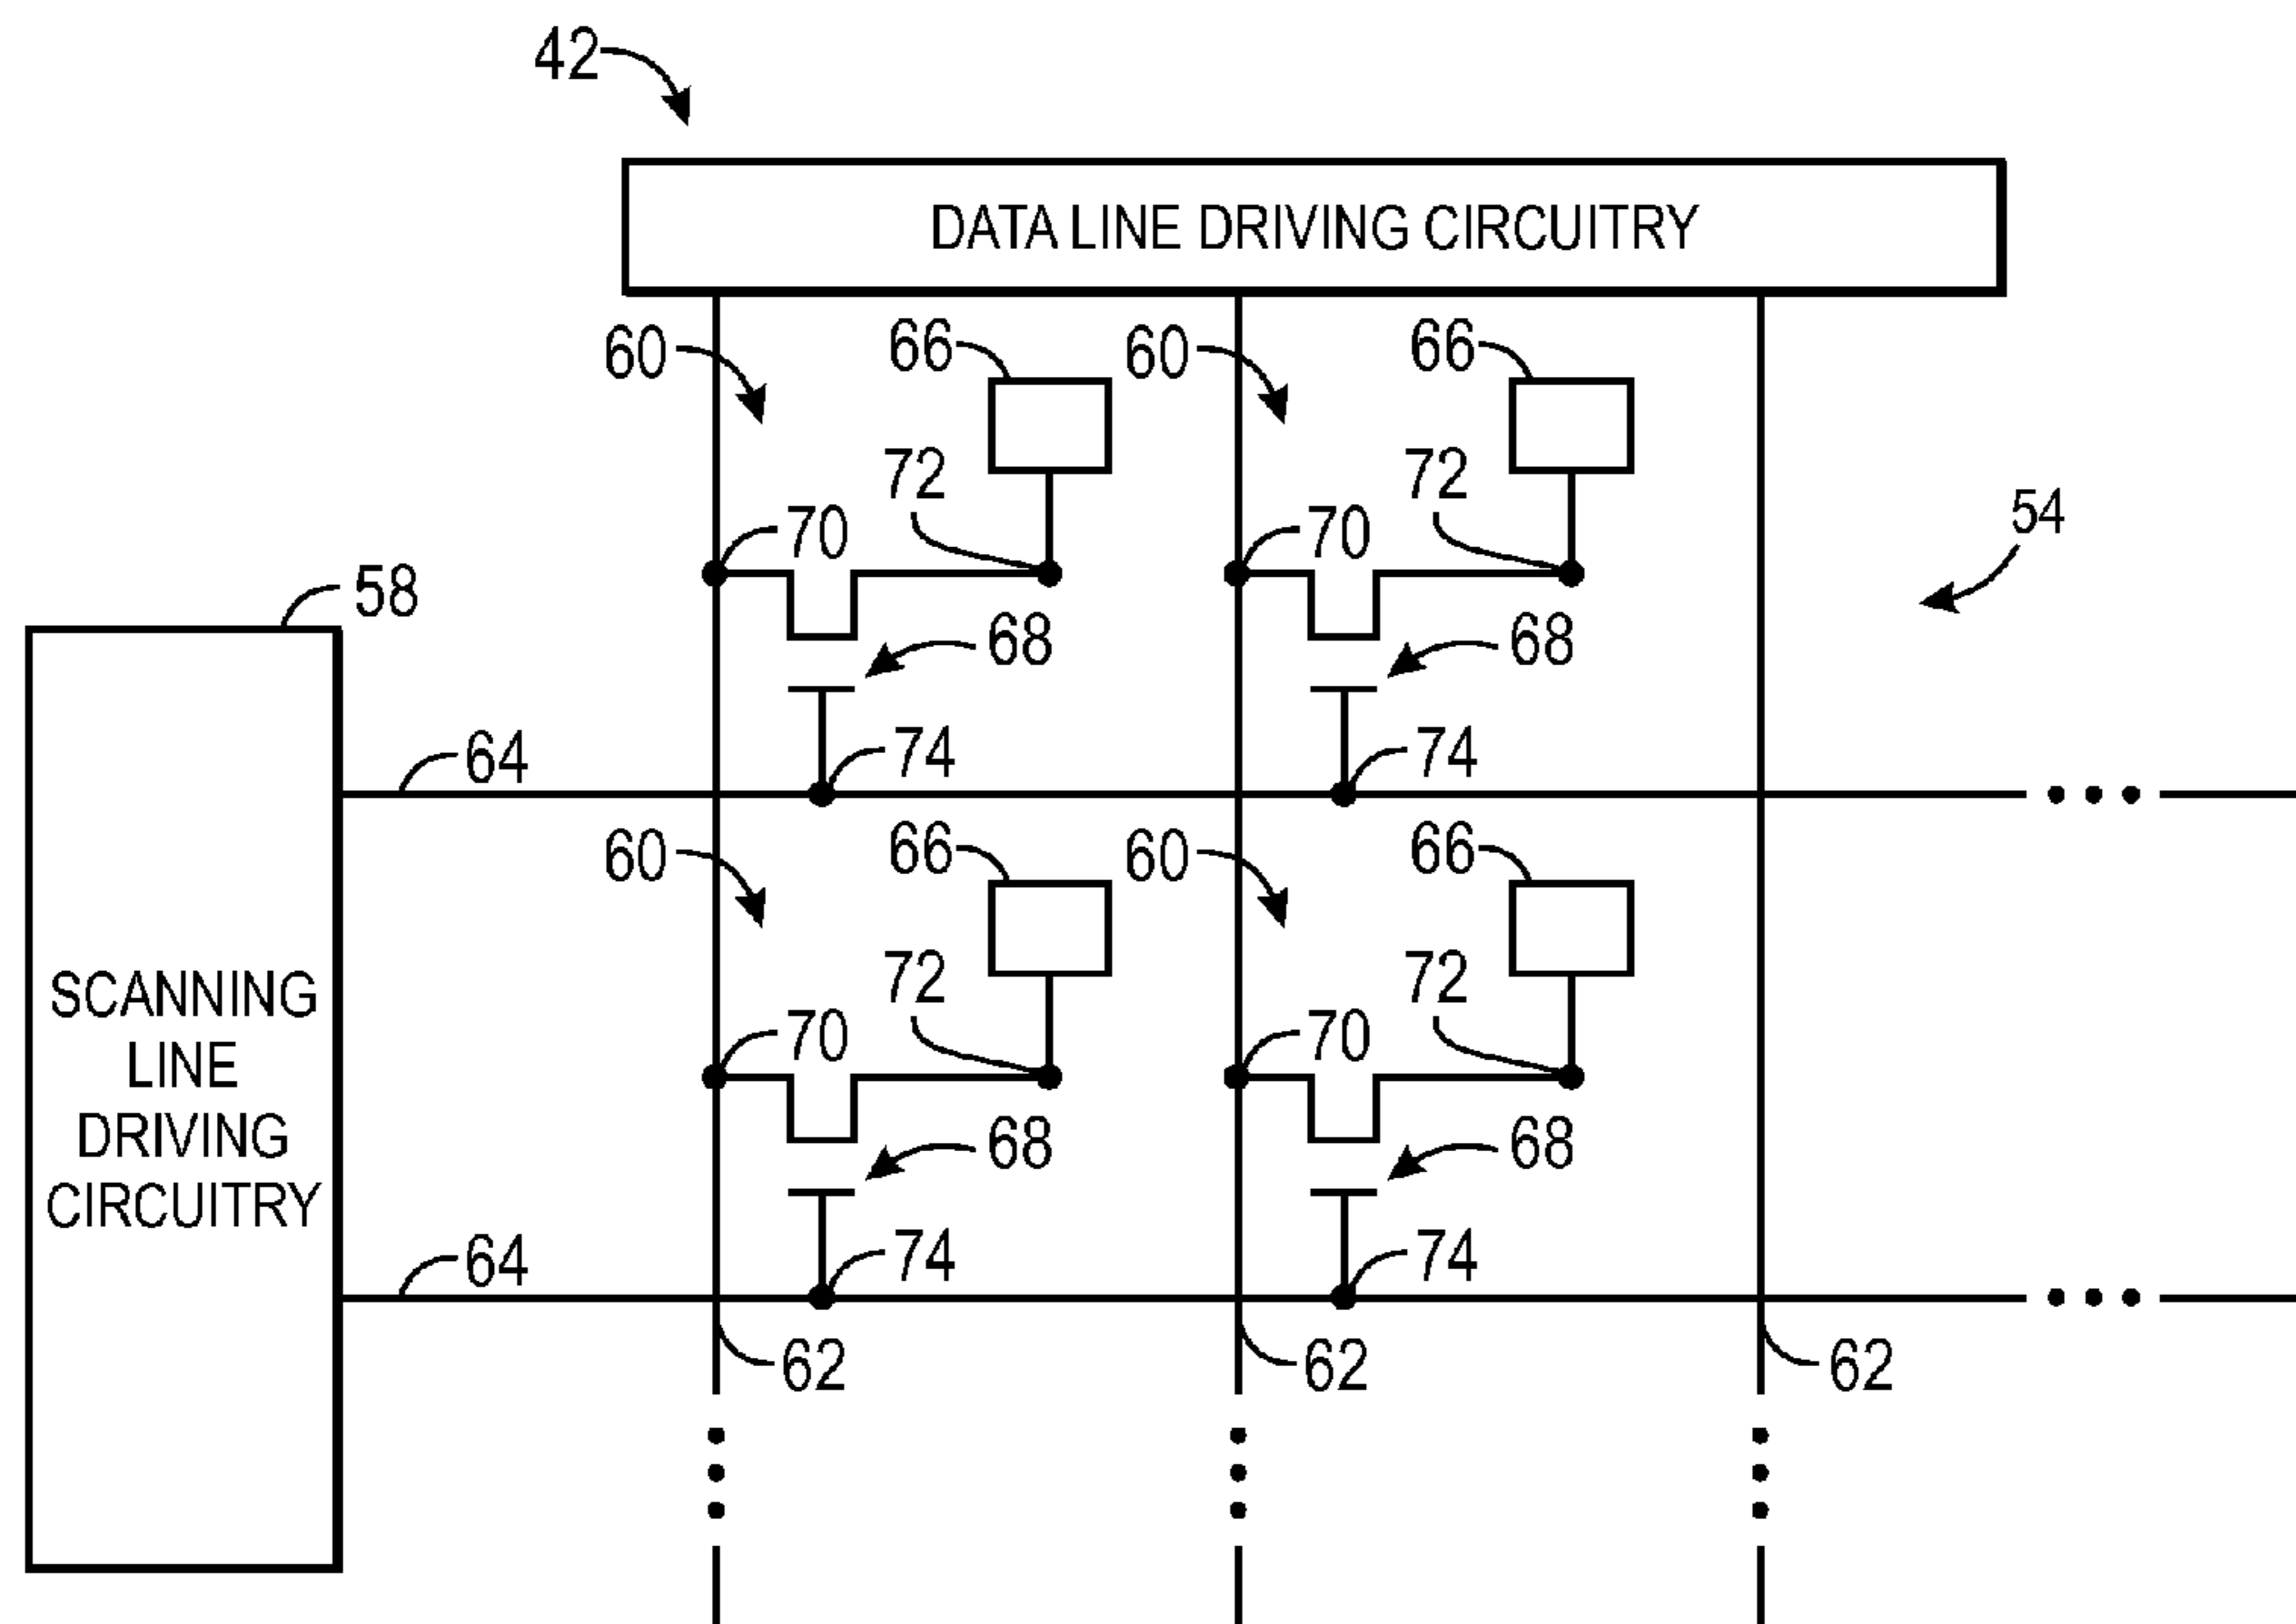 42
DATA LINE DRIVING CIRCUITRY
60 66 60 66
72 72
70 70
54
58
68 68
64 74 74
60 66 60 66
72 72
70 70
SCANNING
LINE
DRIVING
CIRCUITRY
68 68
64 74 74
62 62 62